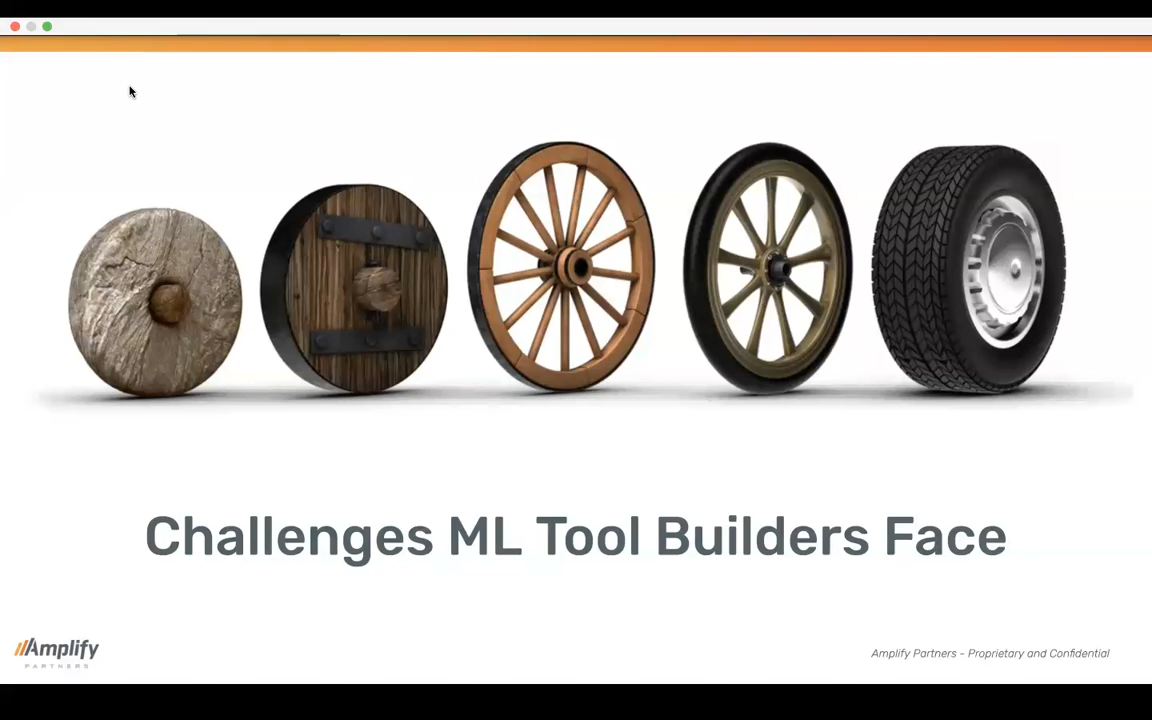 Challenges ML Tool Builders Face
Amplify
PARTNERS
Amplify Partners - Proprietary and Confidential